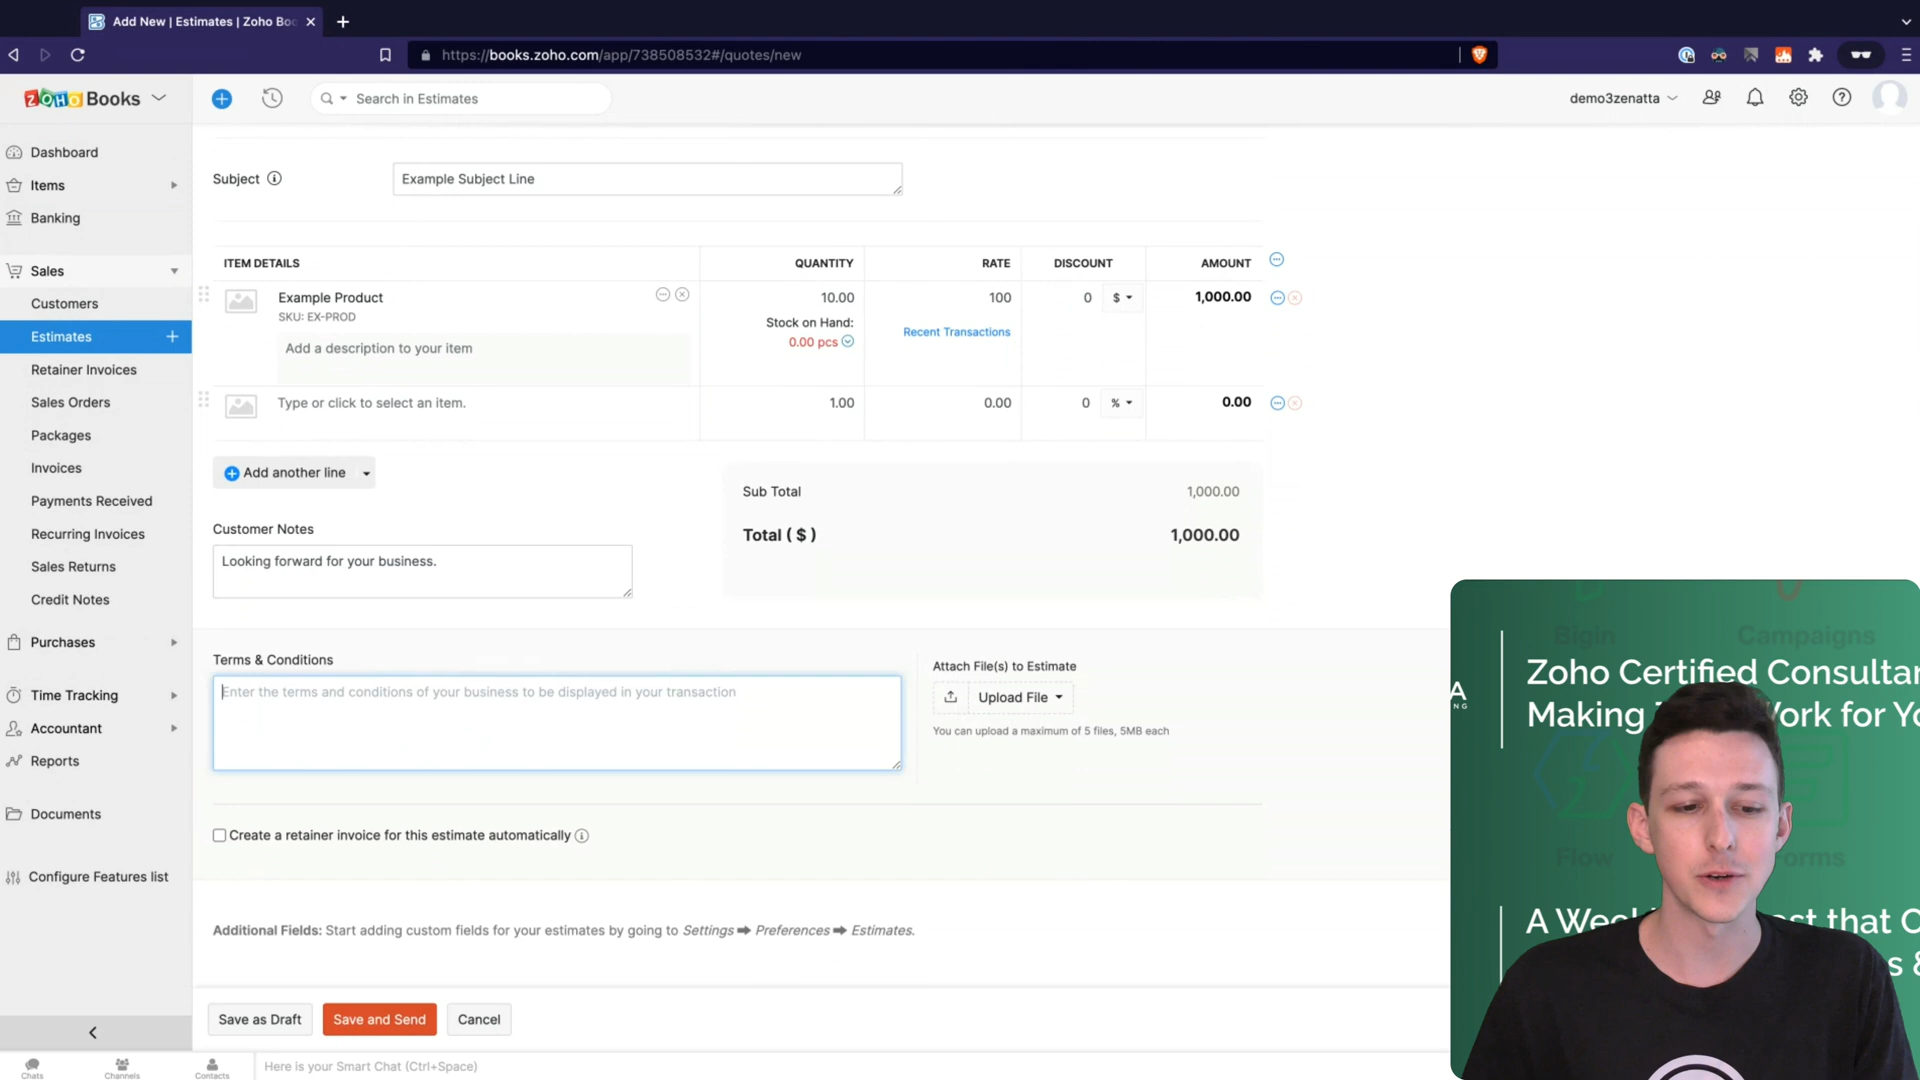 Add New | Estimates | Zoho Boo
https://books.zoho.com/app/738508532#/quotes/new
ZOHO Books
Search in Estimates
demo3zenatta
Dashboard
Items
Banking
Sales
Customers
Estimates
Retainer Invoices
Sales Orders
Packages
Invoices
Payments Received
Recurring Invoices
Sales Returns
Credit Notes
Purchases
Time Tracking
Accountant
Reports
Documents
Configure Features list
Subject
Example Subject Line
ITEM DETAILS QUANTITY RATE DISCOUNT AMOUNT
Example Product 10.00 100 0 $ 1,000.00
SKU: EX-PROD
Stock on Hand:
0.00 pcs
Recent Transactions
Add a description to your item
Type or click to select an item. 1.00 0.00 0 % 0.00
Add another line
Sub Total 1,000.00
Total ( $ ) 1,000.00
Customer Notes
Looking forward for your business.
Terms & Conditions
Enter the terms and conditions of your business to be displayed in your transaction
Attach File(s) to Estimate
Upload File
You can upload a maximum of 5 files, 5MB each
Create a retainer invoice for this estimate automatically
Additional Fields: Start adding custom fields for your estimates by going to Settings ➡ Preferences ➡ Estimates.
Save as Draft Save and Send Cancel
Chats Channels Contacts
Here is your Smart Chat (Ctrl+Space)
Bigin Campaigns
Zoho Certified Consultan
Making Work for Yo
Flow
A